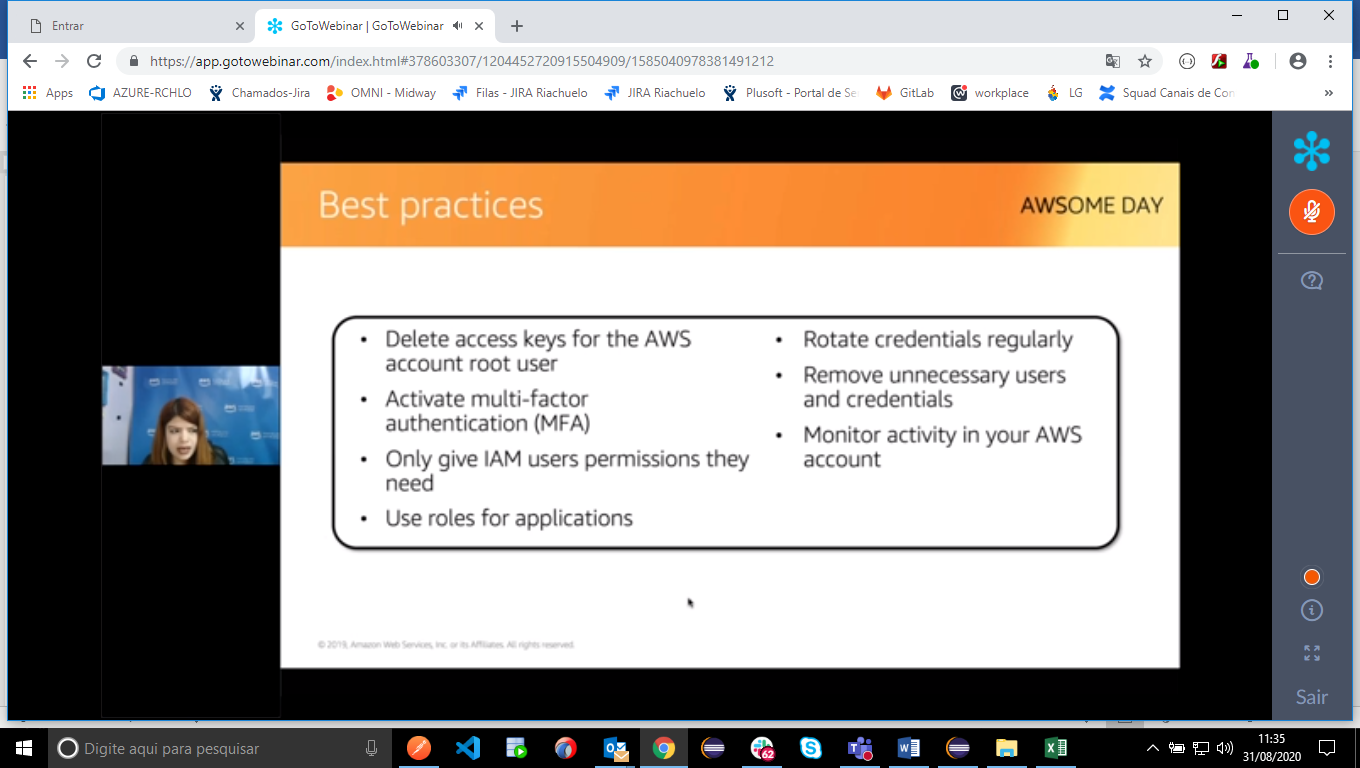 Entrar
GoToWebinar | GoToWebinar
https://app.gotowebinar.com/index.html#378603307/1204452720915504909/1585040978381491212
Apps AZURE-RCHLO Chamados-Jira OMNI - Midway Filas - JIRA Riachuelo JIRA Riachuelo Plusoft - Portal de Se GitLab workplace LG Squad Canais de Con »
Best practices
AWSOME DAY
• Delete access keys for the AWS
account root user
• Activate multi-factor
authentication (MFA)
• Only give IAM users permissions they
need
• Use roles for applications
• Rotate credentials regularly
• Remove unnecessary users
and credentials
• Monitor activity in your AWS
account
© 2019, Amazon Web Services, Inc. or its Affiliates. All rights reserved.
Sair
Digite aqui para pesquisar
62
11:35
31/08/2020